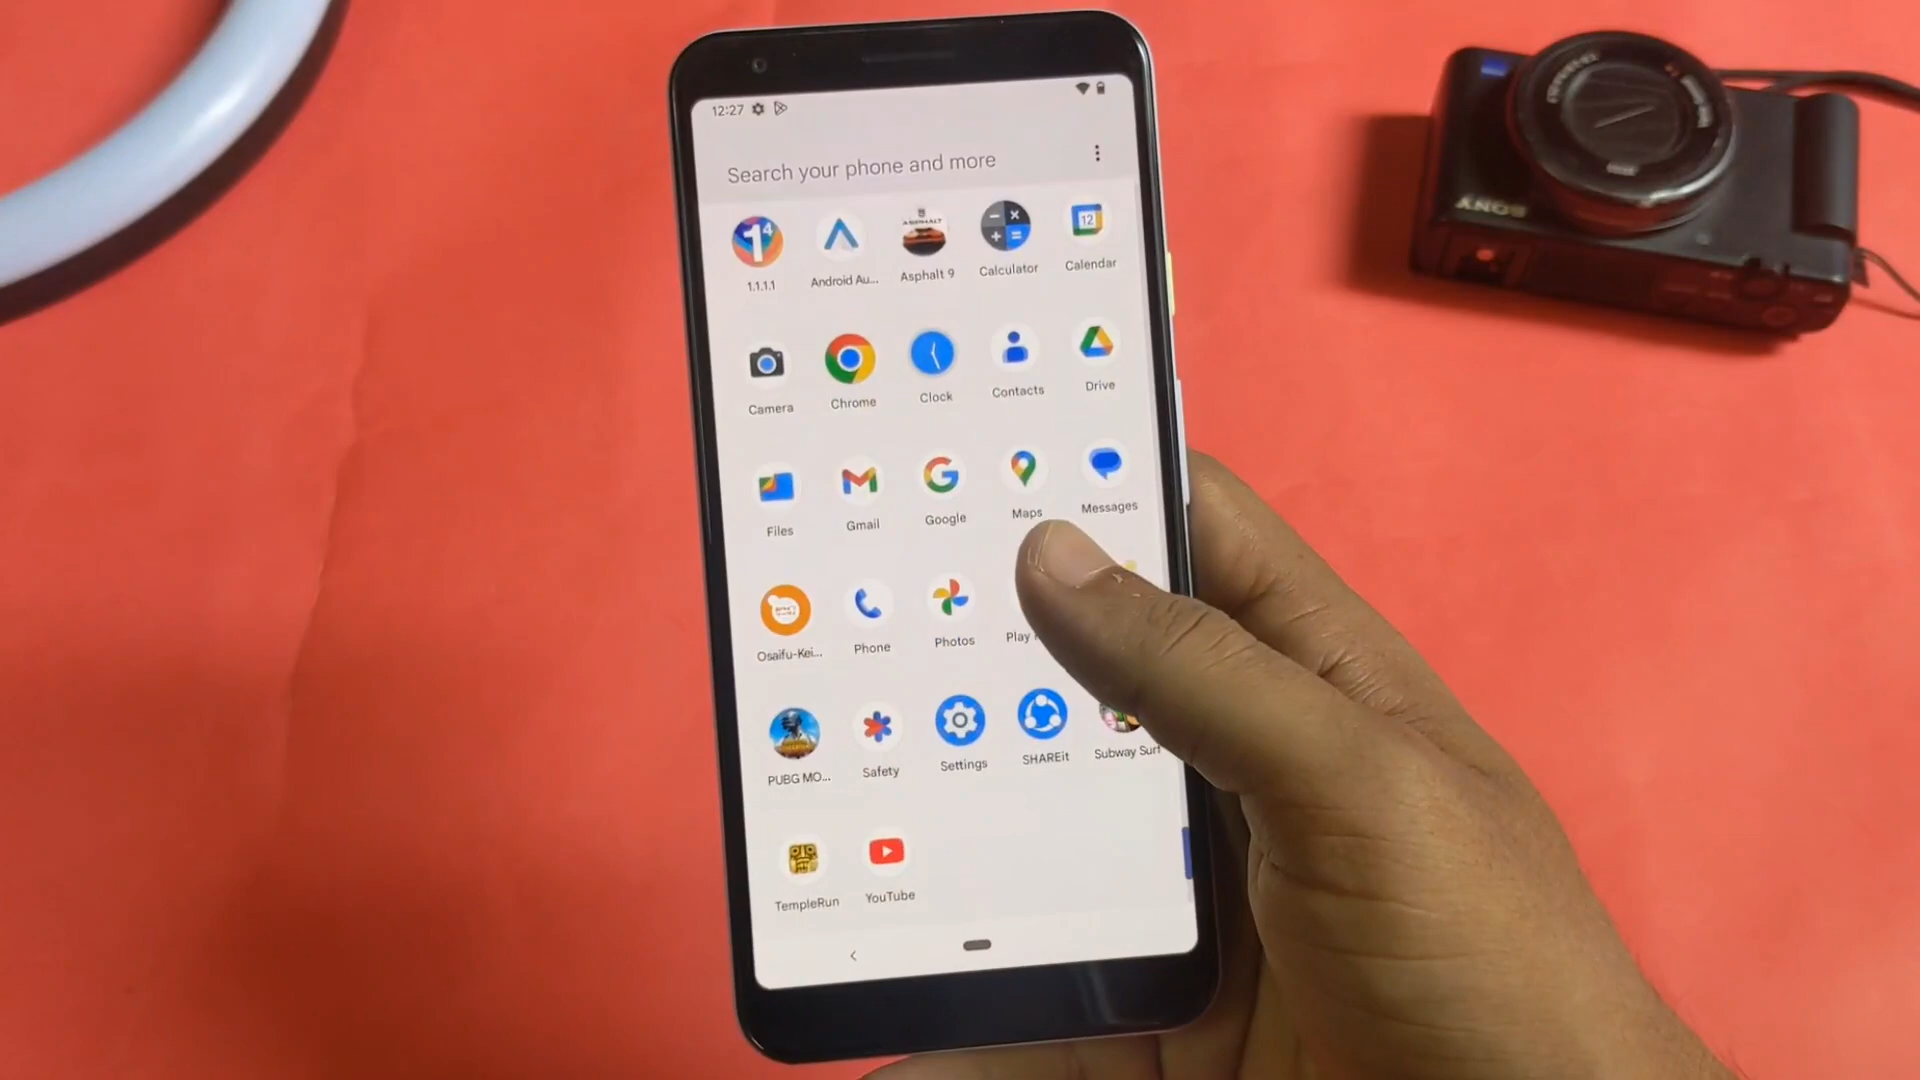 12:27
Search your phone and more
1.1.1.1
Android Au...
Asphalt 9
Calculator
12
Calendar
Camera
Chrome
Clock
Contacts
Drive
Files
Gmail
Google
Maps
Messages
Osaifu-Kei...
Phone
Photos
Play
PUBG MO...
Safety
Settings
SHAREit
Subway Surf
TempleRun
YouTube
SONY